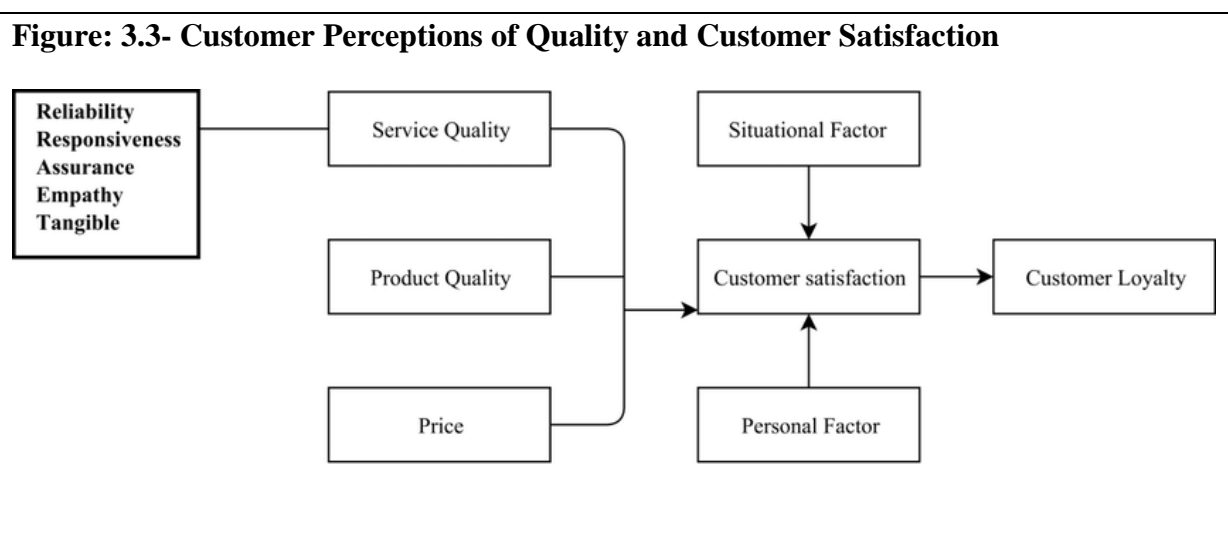 Figure: 3.3- Customer Perceptions of Quality and Customer Satisfaction
Reliability
Responsiveness
Assurance
Empathy
Tangible
Service Quality
Situational Factor
Product Quality
Customer satisfaction
Customer Loyalty
Price
Personal Factor